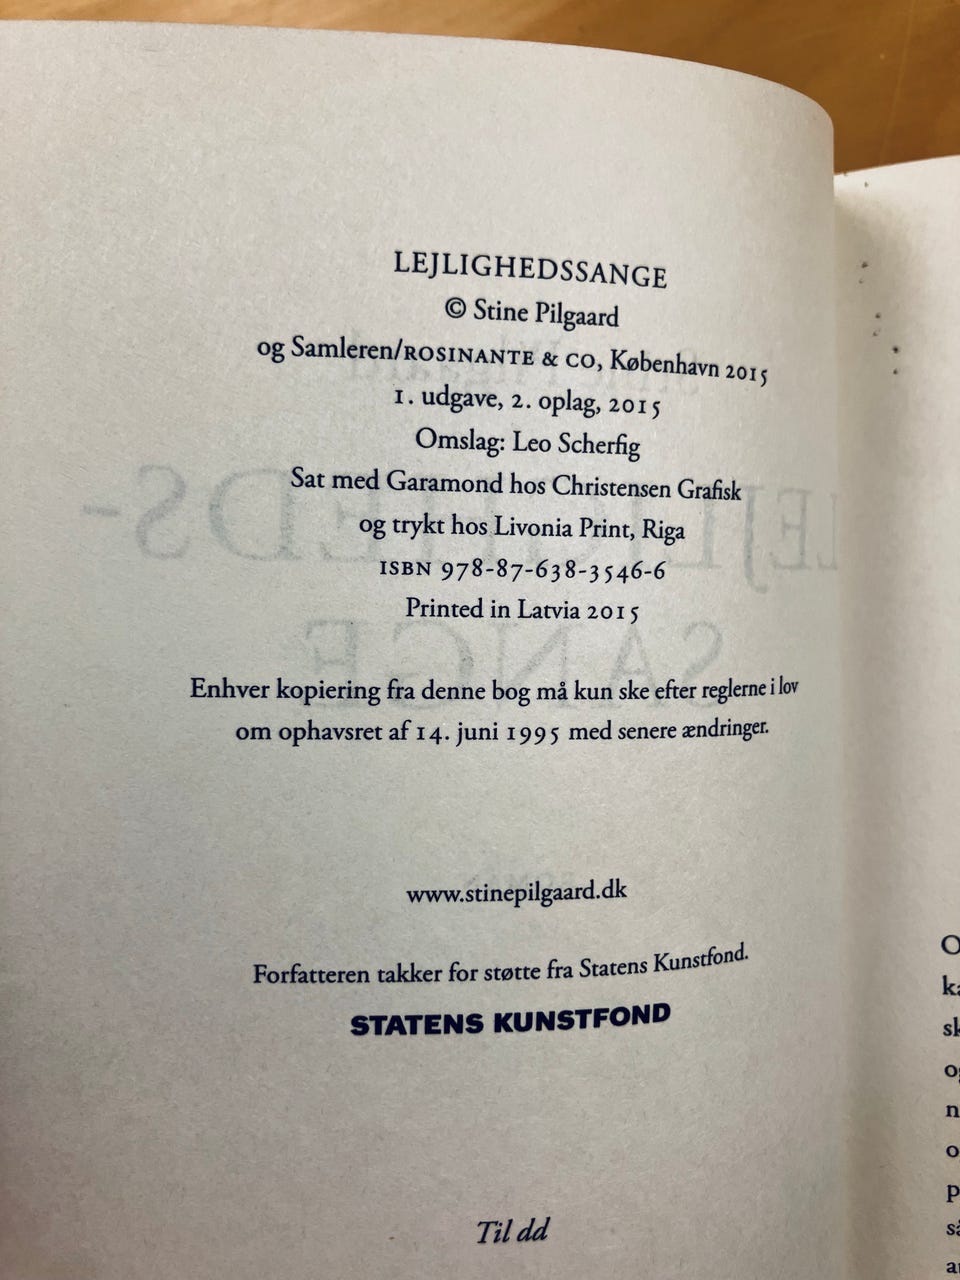 LEJLIGHEDSSANGE
© Stine Pilgaard
og Samleren/ROSINANTE & CO, København 2015
1. udgave, 2. oplag, 2015
Omslag: Leo Scherfig
Sat med Garamond hos Christensen Grafisk
og trykt hos Livonia Print, Riga
ISBN 978-87-638-3546-6
Printed in Latvia 2015
Enhver kopiering fra denne bog må kun ske efter reglerne i lov
om ophavsret af 14. juni 1995 med senere ændringer.
www.stinepilgaard.dk
Forfatteren takker for støtte fra Statens Kunstfond.
STATENS KUNSTFOND
Til dd